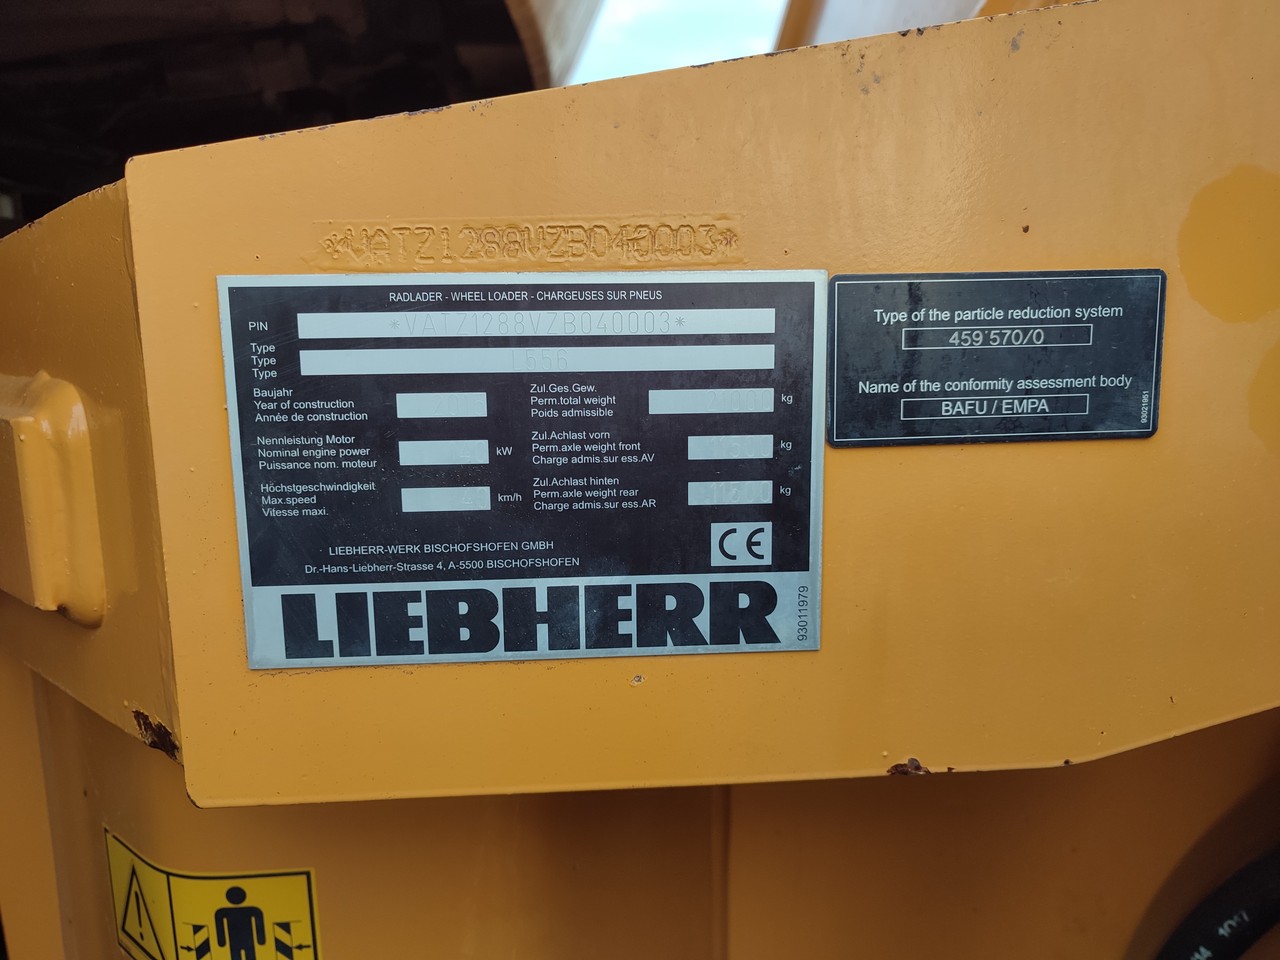 *VATZ1288VZB040003*
RADLADER - WHEEL LOADER - CHARGEUSES SUR PNEUS
PIN *VATZ1288VZB040003*
Type
Type L556
Type
Baujahr
Year of construction
Année de construction
Nennleistung Motor
Nominal engine power kW
Puissance nom. moteur
Höchstgeschwindigkeit
Max.speed km/h
Vitesse maxi.
Zul.Ges.Gew.
Perm.total weight kg
Poids admissible
Zul.Achlast vorn
Perm.axle weight front kg
Charge admis.sur ess.AV
Zul.Achlast hinten
Perm.axle weight rear kg
Charge admis.sur ess.AR
LIEBHERR-WERK BISCHOFSHOFEN GMBH
Dr.-Hans-Liebherr-Strasse 4, A-5500 BISCHOFSHOFEN
CE
LIEBHERR
93011979
Type of the particle reduction system
459'570/0
Name of the conformity assessment body
BAFU / EMPA
93021951